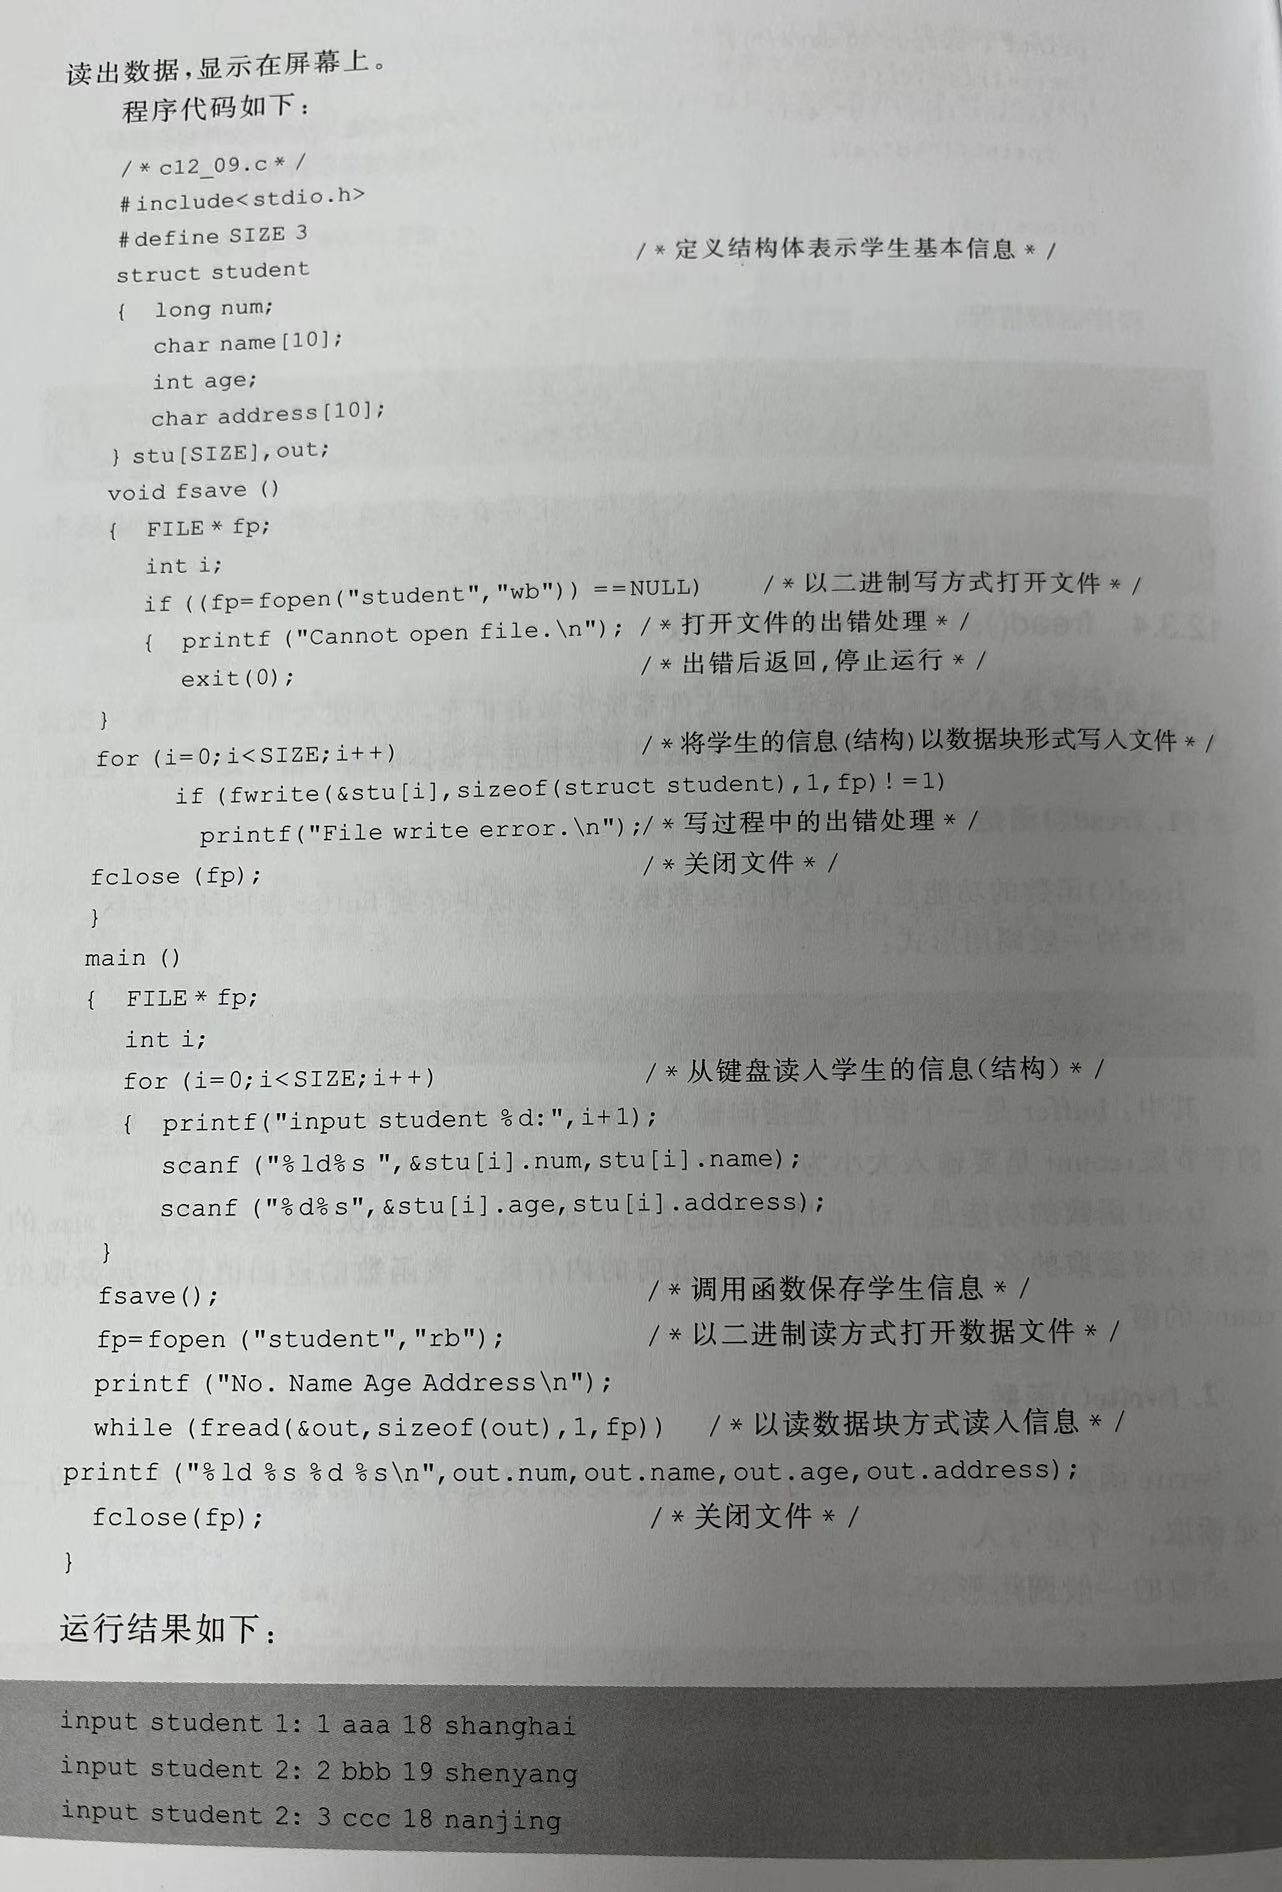 读出数据,显示在屏幕上。
程序代码如下:
/*c12_09.c*/
#include<stdio.h>
#define SIZE 3
struct student /*定义结构体表示学生基本信息*/
{ long num;
char name[10];
int age;
char address[10];
} stu[SIZE],out;
void fsave ()
{ FILE * fp;
int i;
if ((fp=fopen("student","wb")) ==NULL) /*以二进制写方式打开文件*/
{ printf ("Cannot open file.\n"); /*打开文件的出错处理*/
exit(0); /*出错后返回,停止运行*/
}
for (i=0;i<SIZE;i++) /*将学生的信息(结构)以数据块形式写入文件*/
if (fwrite(&stu[i],sizeof(struct student),1,fp)!=1)
printf("File write error.\n");/*写过程中的出错处理*/
fclose (fp); /*关闭文件*/
}
main ()
{ FILE * fp;
int i;
for (i=0;i<SIZE;i++) /*从键盘读入学生的信息(结构)*/
{ printf("input student %d:",i+1);
scanf ("%ld%s ",&stu[i].num,stu[i].name);
scanf ("%d%s",&stu[i].age,stu[i].address);
}
fsave(); /*调用函数保存学生信息*/
fp=fopen ("student","rb"); /*以二进制读方式打开数据文件*/
printf ("No. Name Age Address\n");
while (fread(&out,sizeof(out),1,fp)) /*以读数据块方式读入信息*/
printf ("%ld %s %d %s\n",out.num,out.name,out.age,out.address);
fclose(fp); /*关闭文件*/
}
运行结果如下:
input student 1: 1 aaa 18 shanghai
input student 2: 2 bbb 19 shenyang
input student 2: 3 ccc 18 nanjing